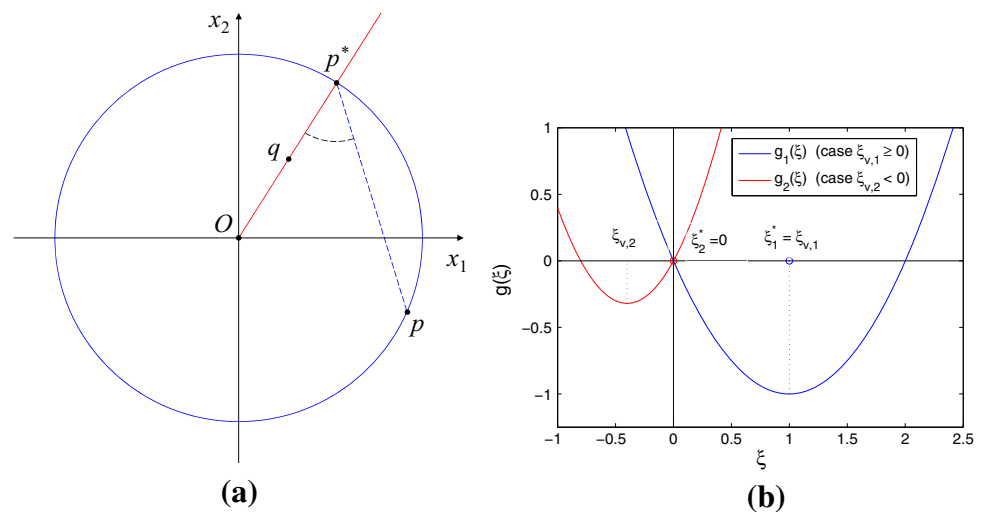 x₂
p*
q
O
x₁
p
(a)
g₁(ξ) (case ξᵥ,₁ ≥ 0)
g₂(ξ) (case ξᵥ,₂ < 0)
1
0.5
0
−0.5
−1
g(ξ)
ξᵥ,₂
ξ₂* =0
ξ₁* = ξᵥ,₁
−1 −0.5 0 0.5 1 1.5 2 2.5
ξ
(b)